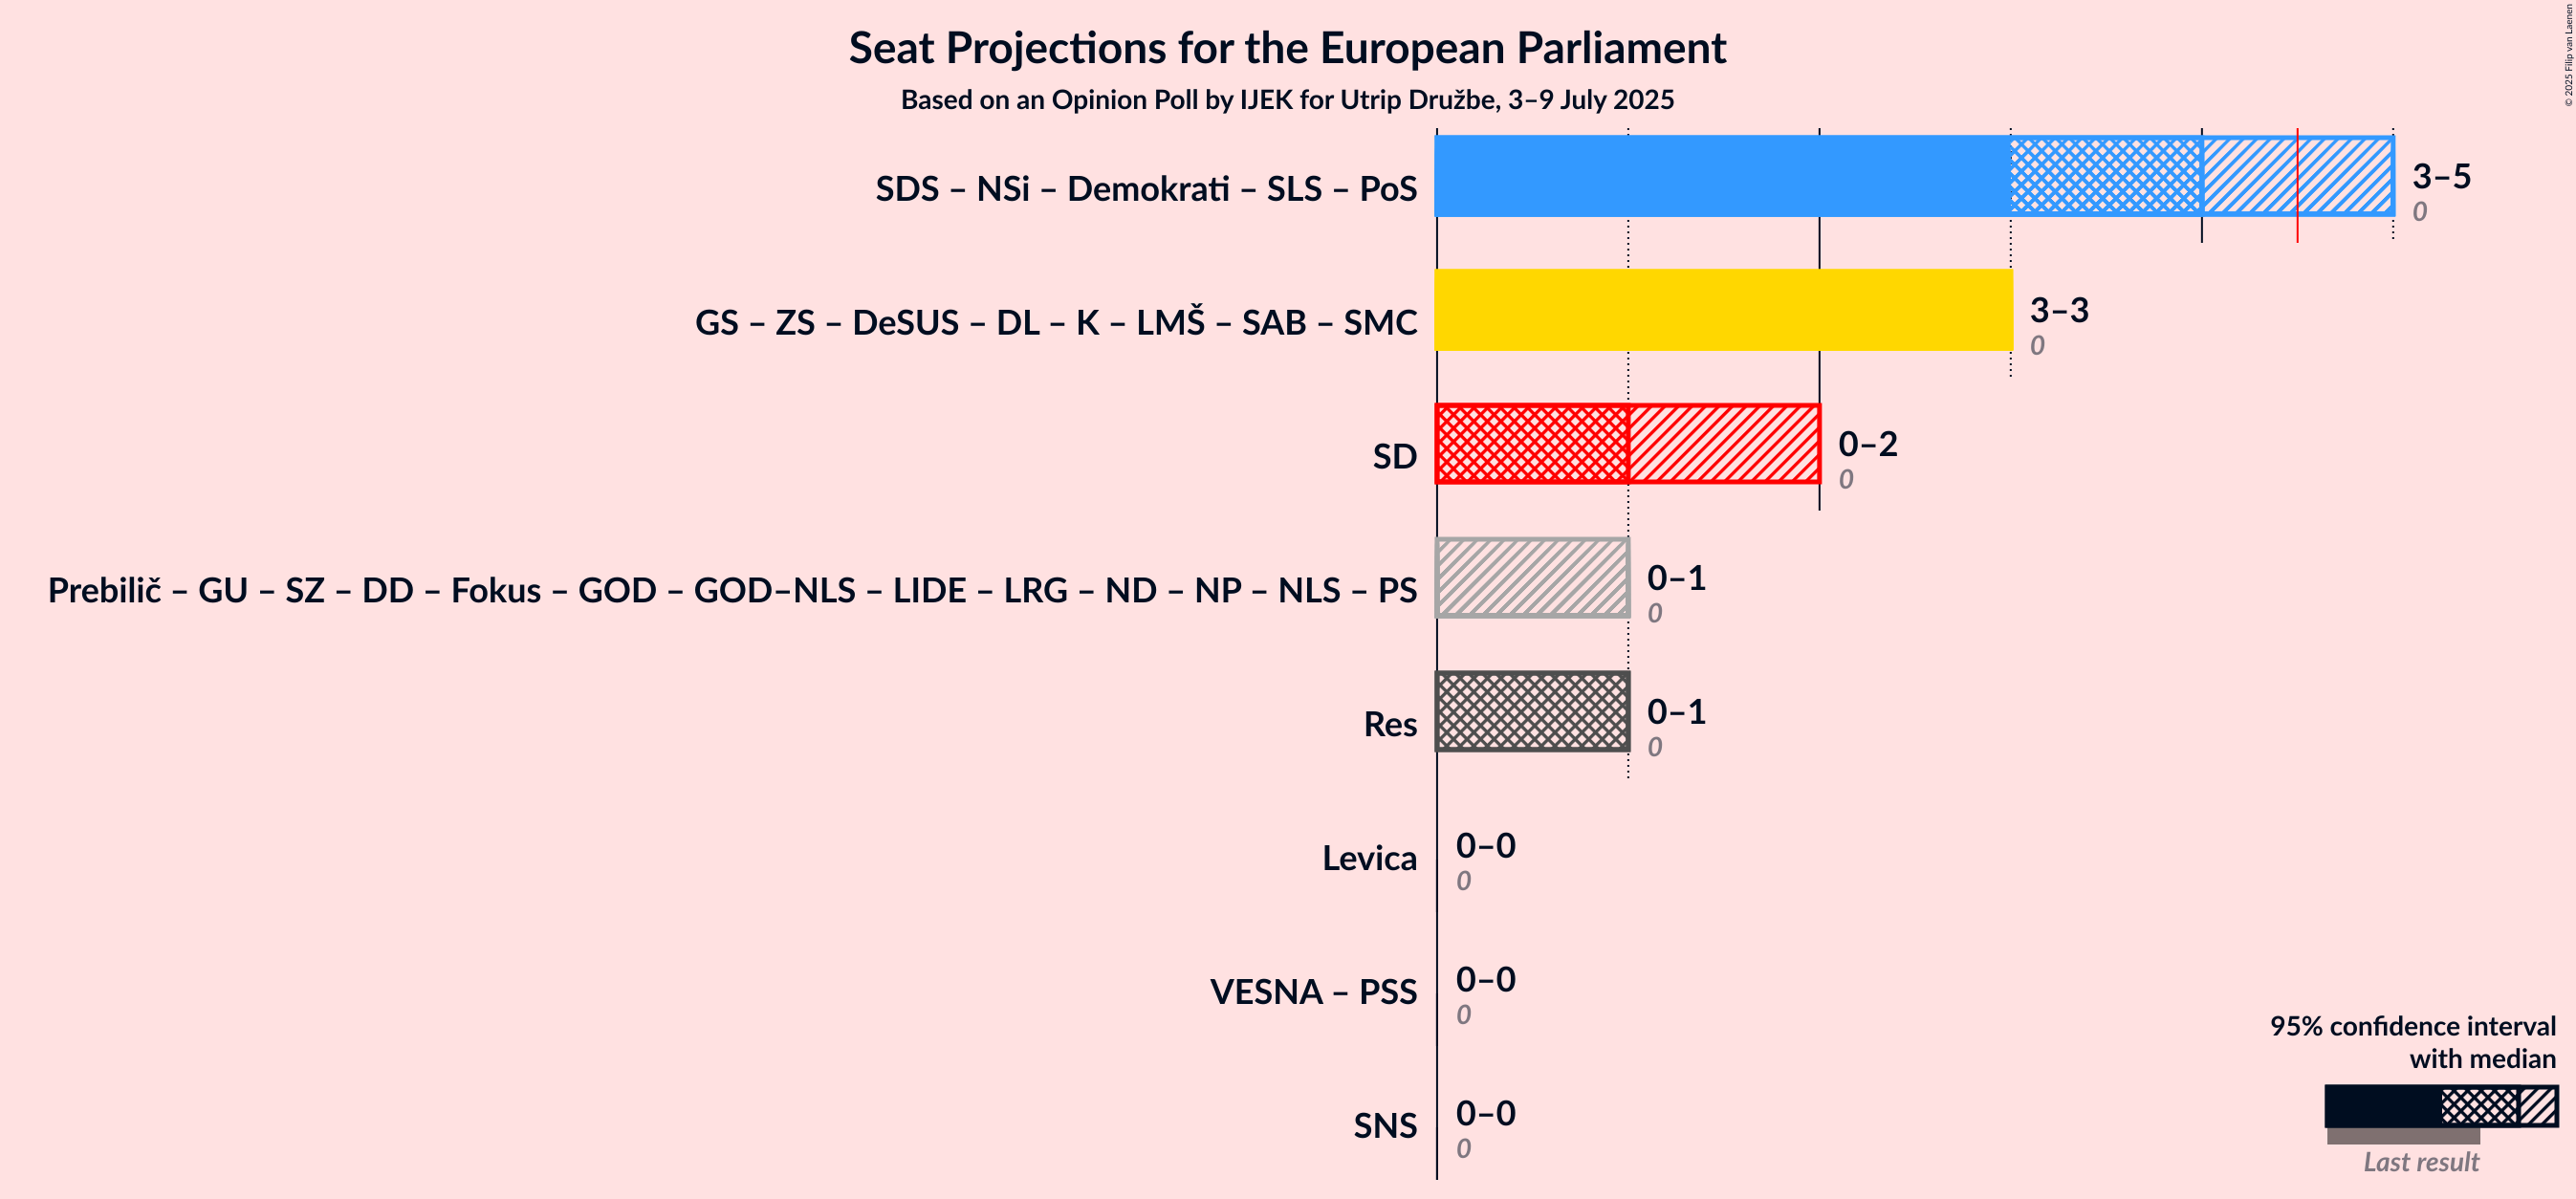 Seat Projections for the European Parliament
Based on an Opinion Poll by IJEK for Utrip Družbe, 3–9 July 2025
© 2025 Filip van Laenen
SDS – NSi – Demokrati – SLS – PoS
3–5
0
GS – ZS – DeSUS – DL – K – LMŠ – SAB – SMC
3–3
0
SD
0–2
0
Prebilič – GU – SZ – DD – Fokus – GOD – GOD–NLS – LIDE – LRG – ND – NP – NLS – PS
0–1
0
Res
0–1
0
Levica
0–0
0
VESNA – PSS
0–0
0
SNS
0–0
0
95% confidence interval
with median
Last result